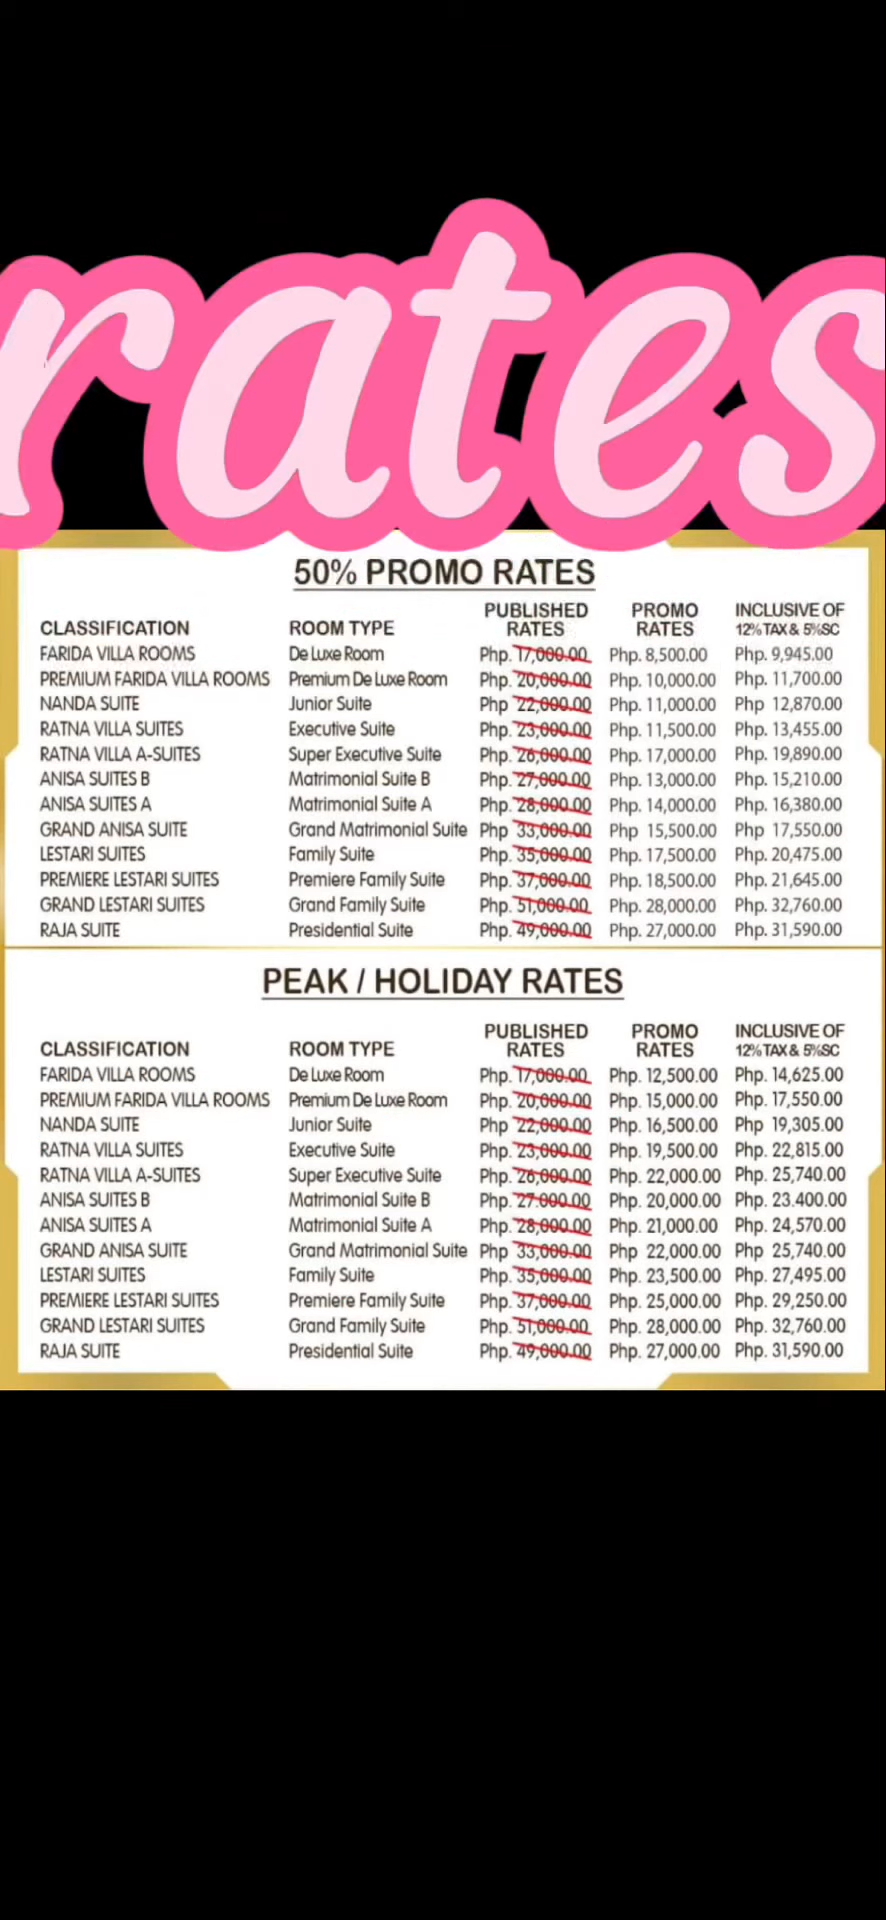 rates
50% PROMO RATES
CLASSIFICATION ROOM TYPE PUBLISHED RATES PROMO RATES INCLUSIVE OF 12% TAX & 5%SC
FARIDA VILLA ROOMS De Luxe Room Php. 17,000.00 Php. 8,500.00 Php. 9,945.00
PREMIUM FARIDA VILLA ROOMS Premium De Luxe Room Php. 20,000.00 Php. 10,000.00 Php. 11,700.00
NANDA SUITE Junior Suite Php 22,000.00 Php. 11,000.00 Php 12,870.00
RATNA VILLA SUITES Executive Suite Php. 23,000.00 Php. 11,500.00 Php. 13,455.00
RATNA VILLA A-SUITES Super Executive Suite Php. 26,000.00 Php. 17,000.00 Php. 19,890.00
ANISA SUITES B Matrimonial Suite B Php. 27,000.00 Php. 13,000.00 Php. 15,210.00
ANISA SUITES A Matrimonial Suite A Php. 28,000.00 Php. 14,000.00 Php. 16,380.00
GRAND ANISA SUITE Grand Matrimonial Suite Php 33,000.00 Php 15,500.00 Php 17,550.00
LESTARI SUITES Family Suite Php. 35,000.00 Php. 17,500.00 Php. 20,475.00
PREMIERE LESTARI SUITES Premiere Family Suite Php. 37,000.00 Php. 18,500.00 Php. 21,645.00
GRAND LESTARI SUITES Grand Family Suite Php. 51,000.00 Php. 28,000.00 Php. 32,760.00
RAJA SUITE Presidential Suite Php. 49,000.00 Php. 27,000.00 Php. 31,590.00
PEAK / HOLIDAY RATES
CLASSIFICATION ROOM TYPE PUBLISHED RATES PROMO RATES INCLUSIVE OF 12% TAX & 5%SC
FARIDA VILLA ROOMS De Luxe Room Php. 17,000.00 Php. 12,500.00 Php. 14,625.00
PREMIUM FARIDA VILLA ROOMS Premium De Luxe Room Php. 20,000.00 Php. 15,000.00 Php. 17,550.00
NANDA SUITE Junior Suite Php 22,000.00 Php. 16,500.00 Php 19,305.00
RATNA VILLA SUITES Executive Suite Php. 23,000.00 Php. 19,500.00 Php. 22,815.00
RATNA VILLA A-SUITES Super Executive Suite Php. 26,000.00 Php. 22,000.00 Php. 25,740.00
ANISA SUITES B Matrimonial Suite B Php. 27.000.00 Php. 20,000.00 Php. 23.400.00
ANISA SUITES A Matrimonial Suite A Php. 28,000.00 Php. 21,000.00 Php. 24,570.00
GRAND ANISA SUITE Grand Matrimonial Suite Php 33,000.00 Php 22,000.00 Php 25,740.00
LESTARI SUITES Family Suite Php. 35,000.00 Php. 23,500.00 Php. 27,495.00
PREMIERE LESTARI SUITES Premiere Family Suite Php. 37,000.00 Php. 25,000.00 Php. 29,250.00
GRAND LESTARI SUITES Grand Family Suite Php. 51,000.00 Php. 28,000.00 Php. 32,760.00
RAJA SUITE Presidential Suite Php. 49,000.00 Php. 27,000.00 Php. 31,590.00